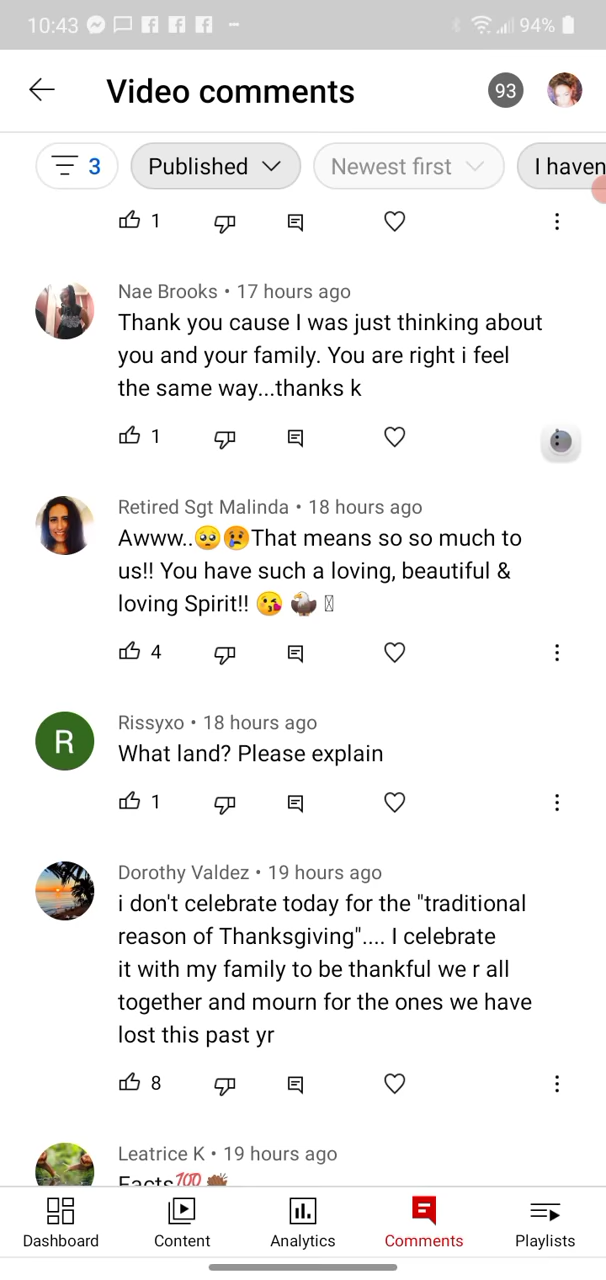 10:43 94%
Video comments 93
3 Published Newest first I haven
1
Nae Brooks • 17 hours ago
Thank you cause I was just thinking about
you and your family. You are right i feel
the same way...thanks k
1
Retired Sgt Malinda • 18 hours ago
Awww..🥺😢That means so so much to
us!! You have such a loving, beautiful &
loving Spirit!! 😘 🦅
4
R
Rissyxo • 18 hours ago
What land? Please explain
1
Dorothy Valdez • 19 hours ago
i don't celebrate today for the "traditional
reason of Thanksgiving".... I celebrate
it with my family to be thankful we r all
together and mourn for the ones we have
lost this past yr
8
Leatrice K • 19 hours ago
Facts💯
Dashboard Content Analytics Comments Playlists